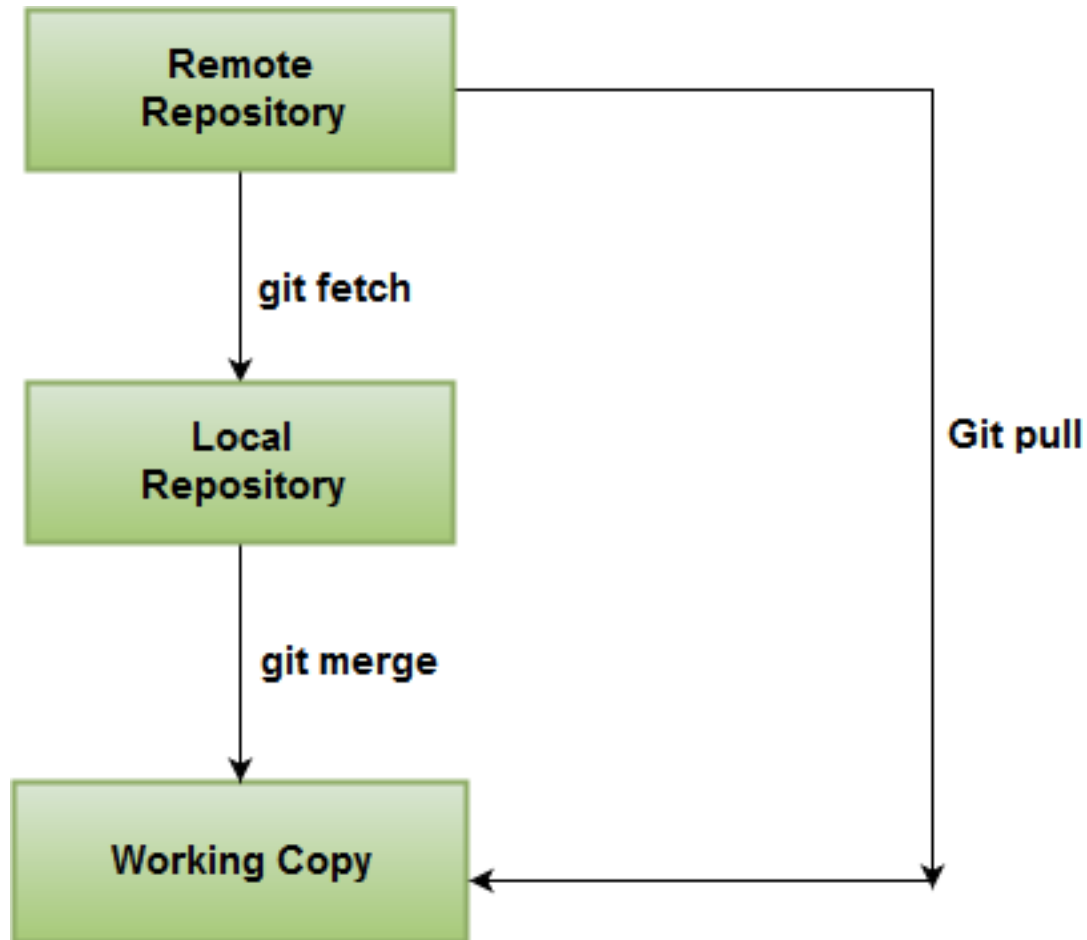 Remote
Repository
git fetch
Local
Repository
Git pull
git merge
Working Copy